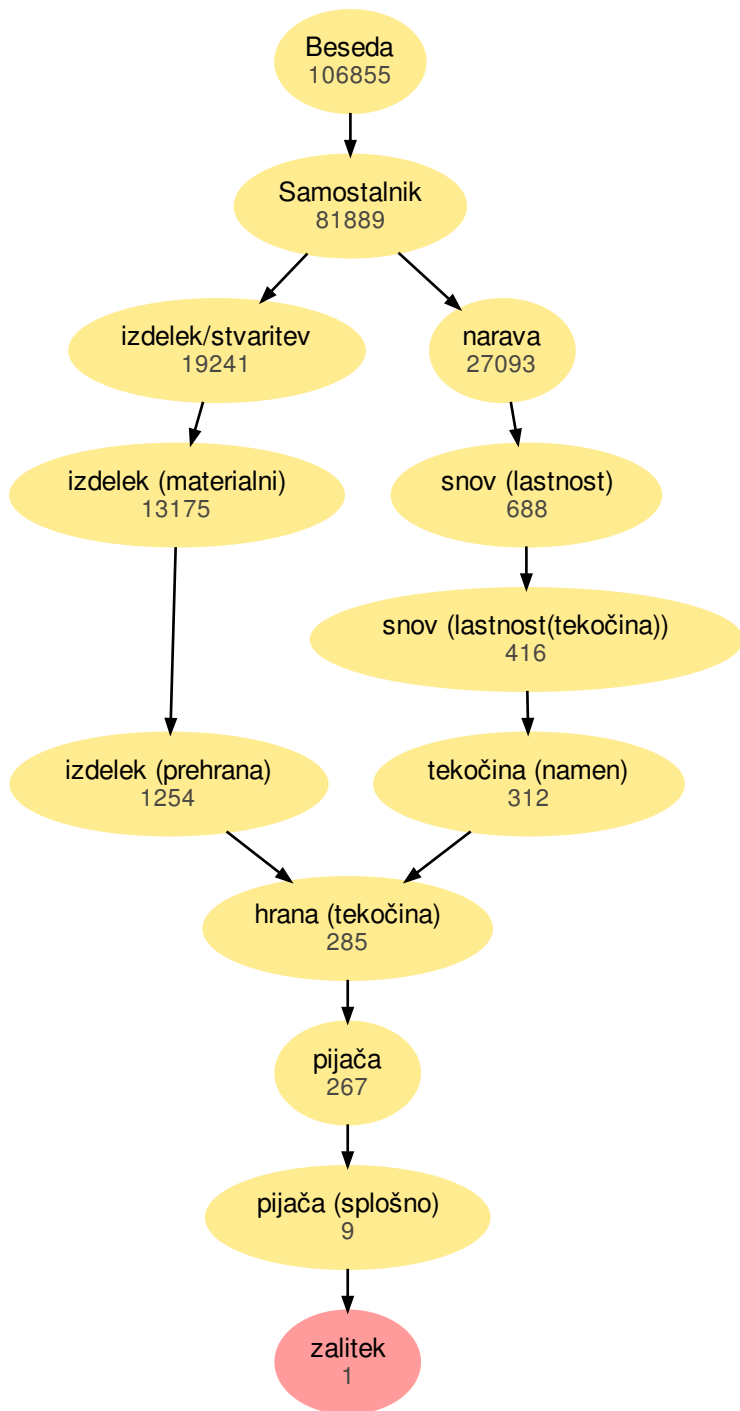 Beseda
106855
Samostalnik
81889
izdelek/stvaritev
19241
narava
27093
izdelek (materialni)
13175
snov (lastnost)
688
snov (lastnost(tekočina))
416
izdelek (prehrana)
1254
tekočina (namen)
312
hrana (tekočina)
285
pijača
267
pijača (splošno)
9
zalitek
1